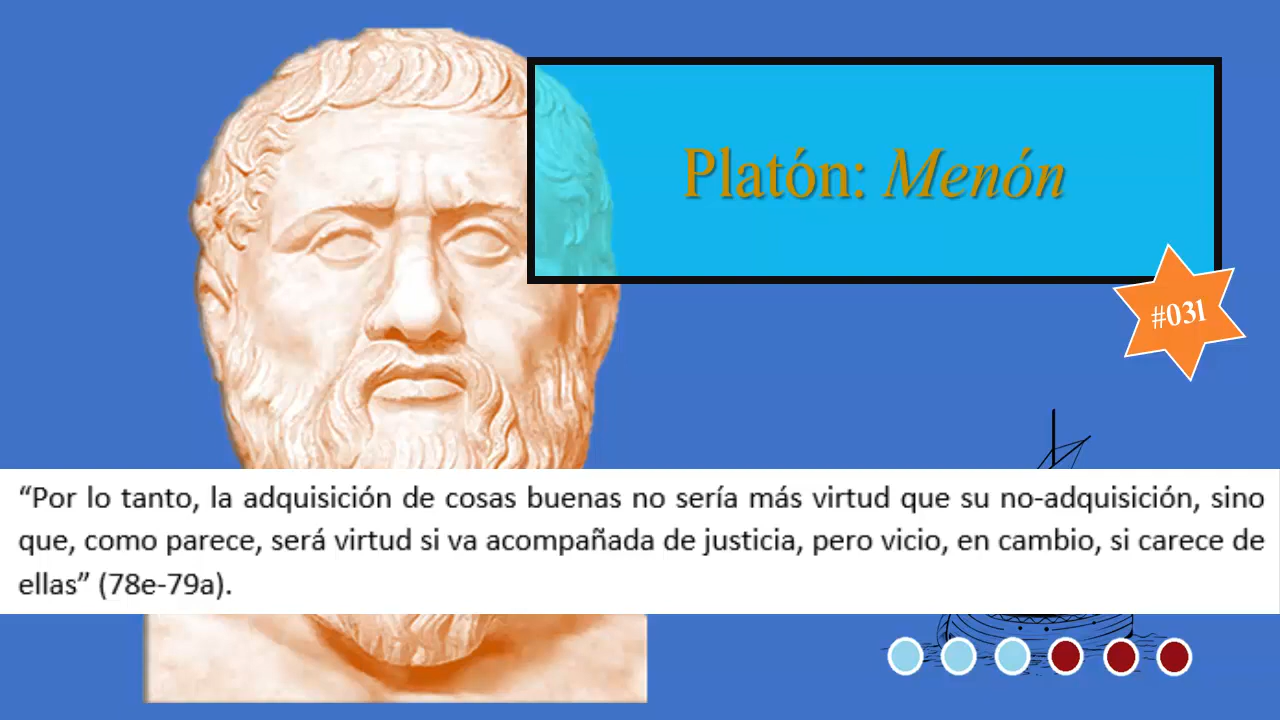 Platón: Menón
#031
“Por lo tanto, la adquisición de cosas buenas no sería más virtud que su no-adquisición, sino
que, como parece, será virtud si va acompañada de justicia, pero vicio, en cambio, si carece de
ellas” (78e-79a).